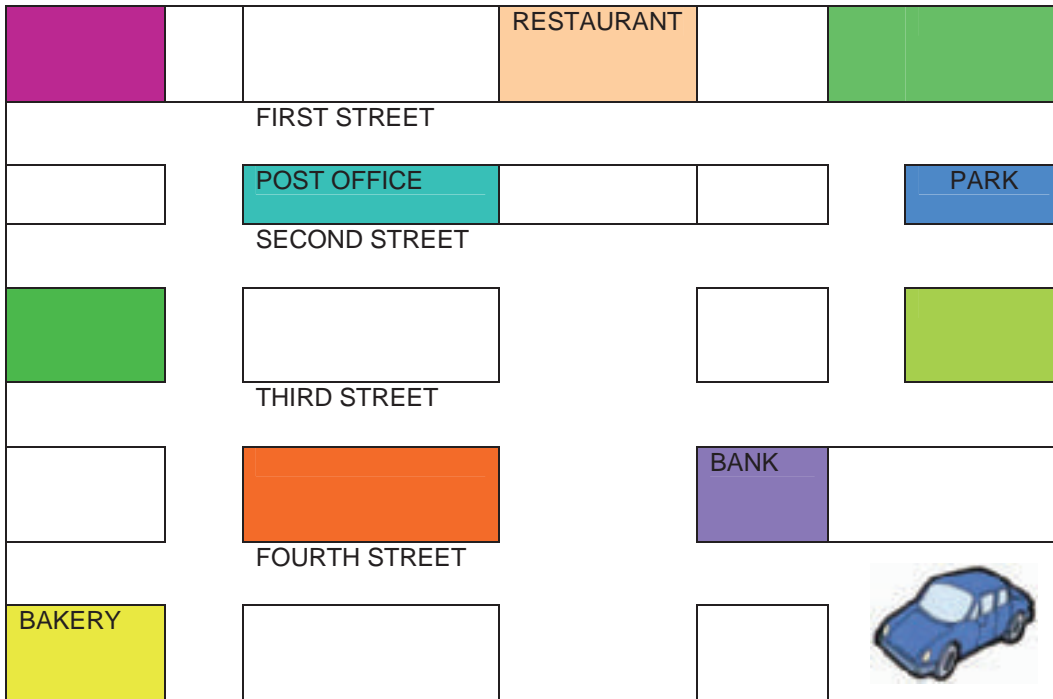 RESTAURANT
FIRST STREET
POST OFFICE
PARK
SECOND STREET
THIRD STREET
BANK
FOURTH STREET
BAKERY